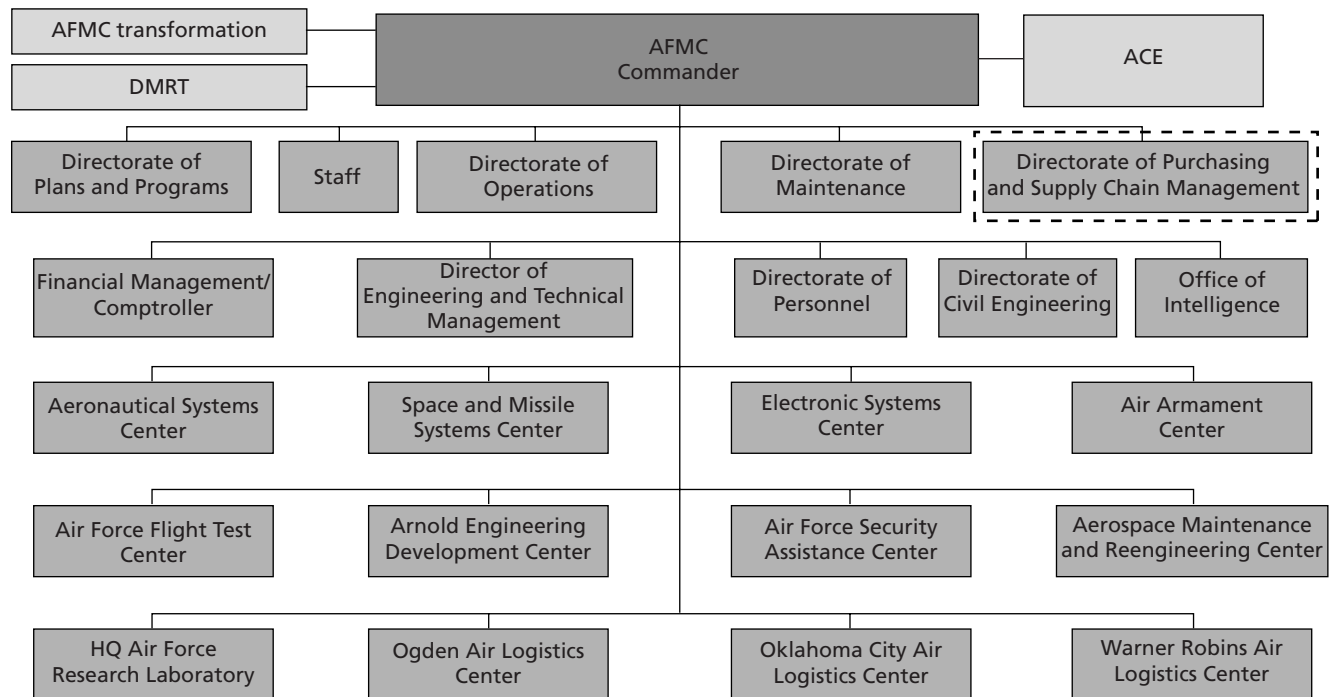 AFMC transformation
DMRT
AFMC
Commander
ACE
Directorate of
Plans and Programs
Staff
Directorate of
Operations
Directorate of
Maintenance
Directorate of Purchasing
and Supply Chain Management
Financial Management/
Comptroller
Director of
Engineering and Technical
Management
Directorate of
Personnel
Directorate of
Civil Engineering
Office of
Intelligence
Aeronautical Systems
Center
Space and Missile
Systems Center
Electronic Systems
Center
Air Armament
Center
Air Force Flight Test
Center
Arnold Engineering
Development Center
Air Force Security
Assistance Center
Aerospace Maintenance
and Reengineering Center
HQ Air Force
Research Laboratory
Ogden Air Logistics
Center
Oklahoma City Air
Logistics Center
Warner Robins Air
Logistics Center